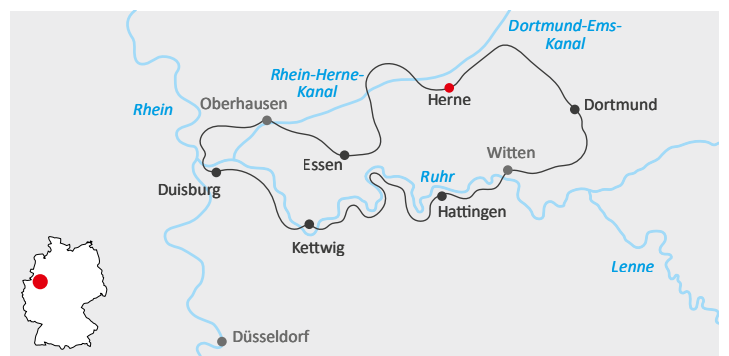 Dortmund-Ems-
Kanal
Rhein-Herne-
Kanal
Rhein
Oberhausen
Herne
Dortmund
Essen
Witten
Duisburg
Ruhr
Hattingen
Kettwig
Lenne
Düsseldorf